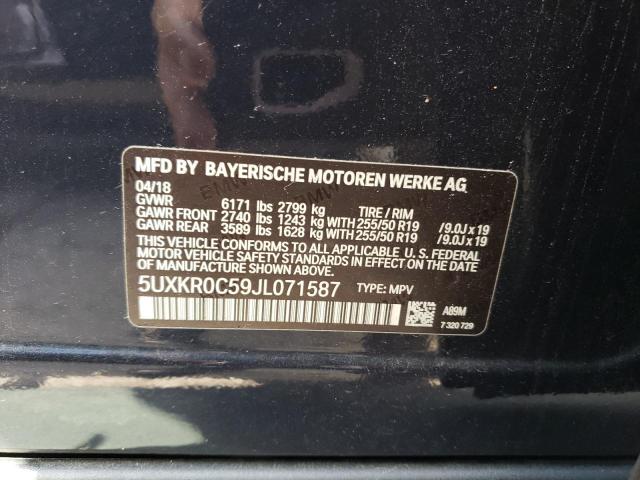 MFD BY BAYERISCHE MOTOREN WERKE AG
04/18
GVWR 6171 lbs 2799 kg TIRE / RIM
GAWR FRONT 2740 lbs 1243 kg WITH 255/50 R19 /9.0J x 19
GAWR REAR 3589 lbs 1628 kg WITH 255/50 R19 /9.0J x 19
THIS VEHICLE CONFORMS TO ALL APPLICABLE U. S. FEDERAL
MOTOR VEHICLE SAFETY STANDARDS IN EFFECT ON THE DATE
OF MANUFACTURE SHOWN ABOVE.
5UXKR0C59JL071587 TYPE: MPV
A89M
7 320 729